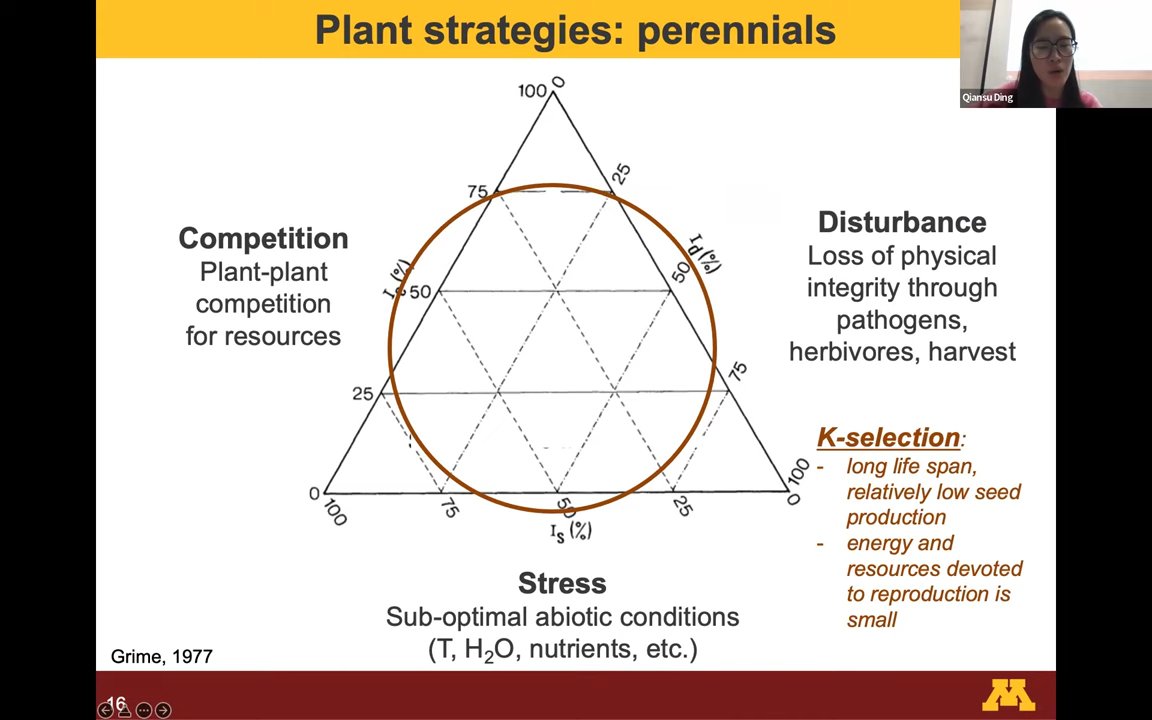 Plant strategies: perennials
Qiansu Ding
100
0
75
25
Competition
Plant-plant
competition
for resources
(%)
50
I_d (%)
50
Disturbance
Loss of physical
integrity through
pathogens,
herbivores, harvest
25
75
K-selection:
- long life span,
relatively low seed
production
- energy and
resources devoted
to reproduction is
small
0
100
75
50
25
0
100
I_s (%)
Stress
Sub-optimal abiotic conditions
(T, H₂O, nutrients, etc.)
Grime, 1977
16
M